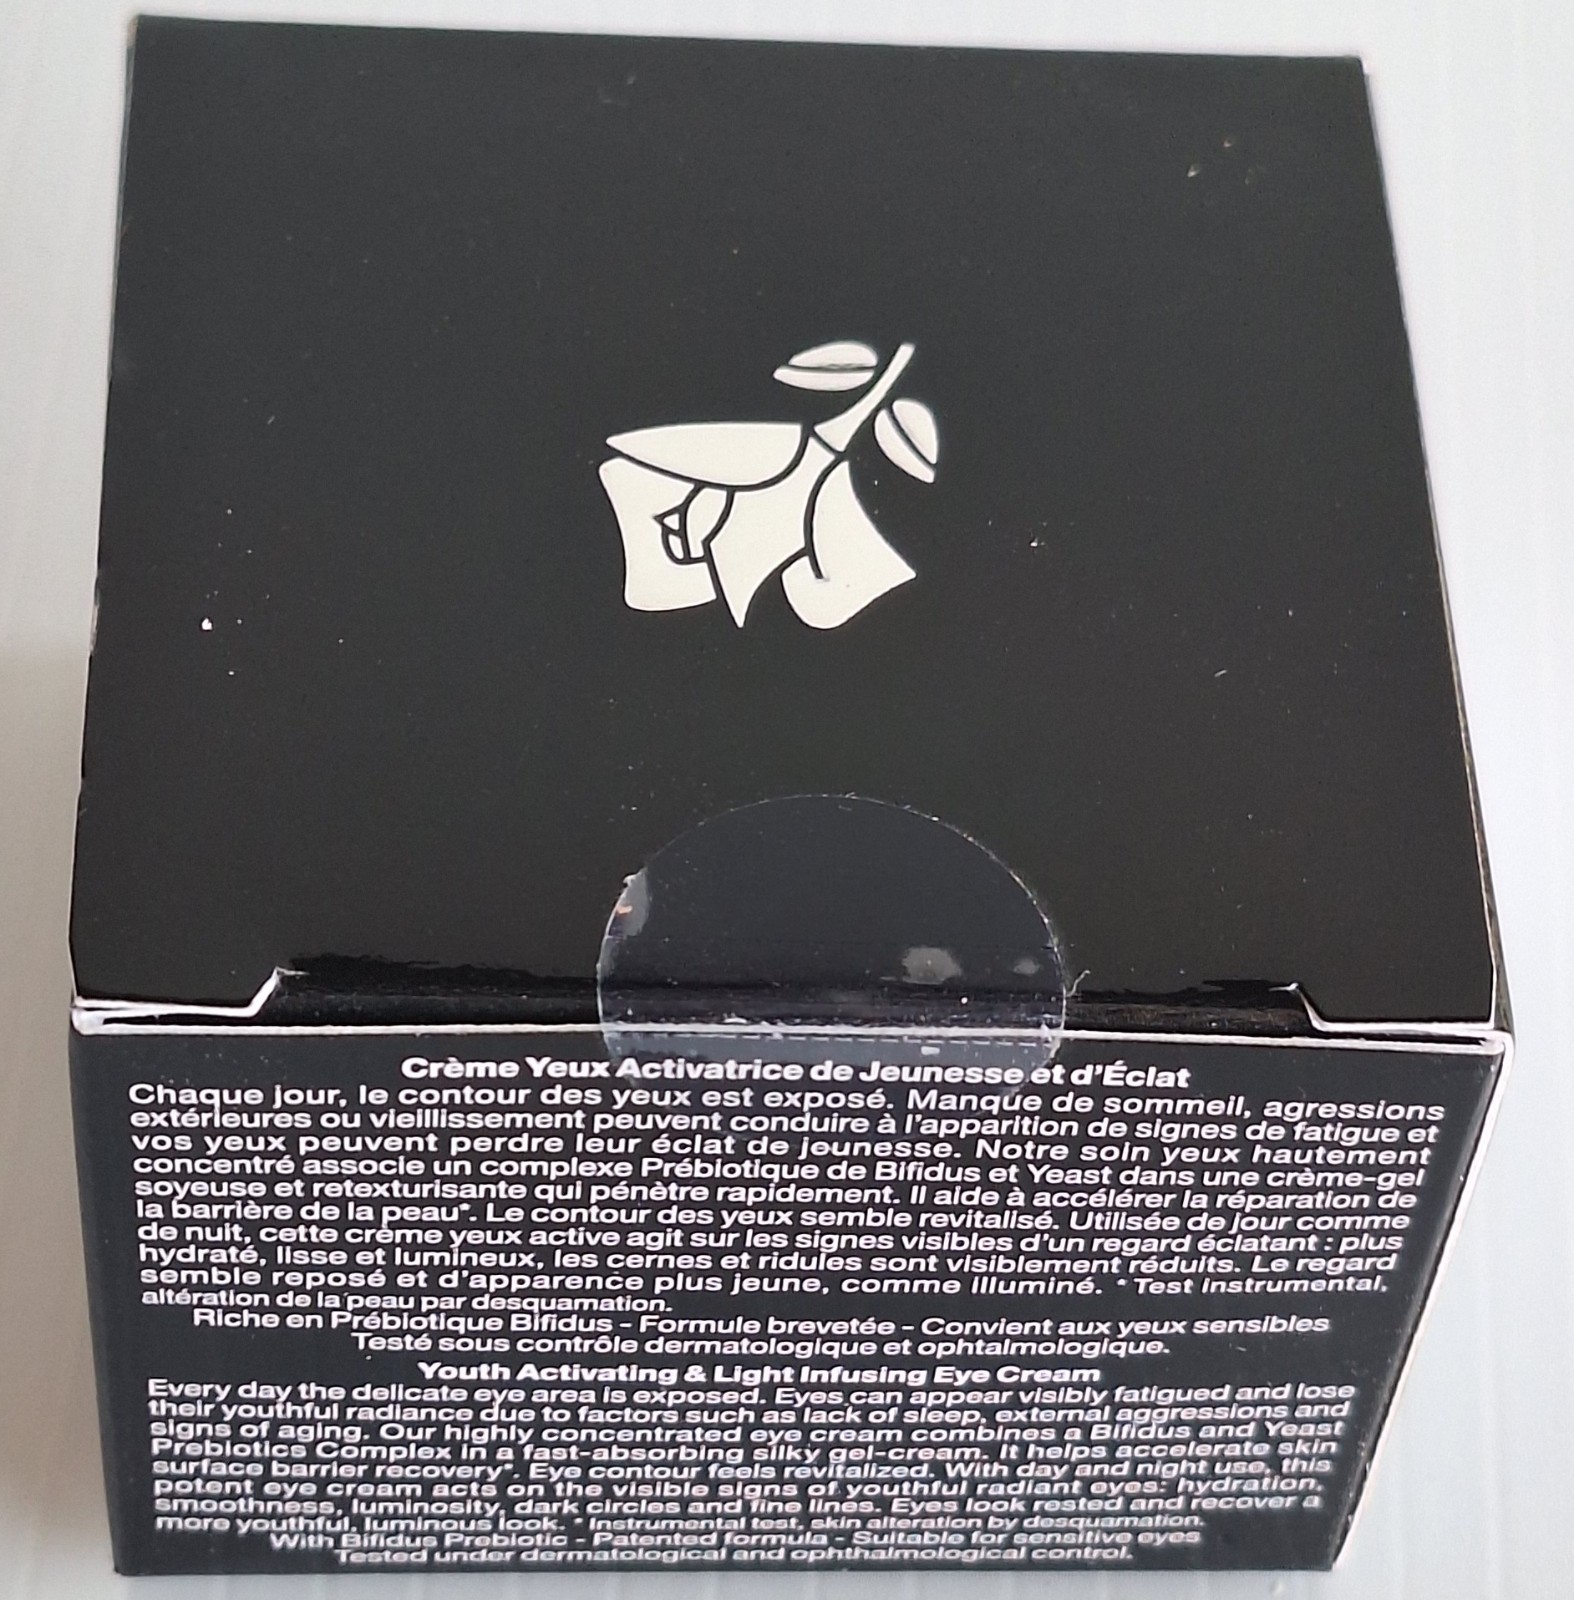 Crème Yeux Activatrice de Jeunesse et d'Éclat
Chaque jour, le contour des yeux est exposé. Manque de sommeil, agressions
extérieures ou vieillissement peuvent conduire à l'apparition de signes de fatigue et
vos yeux peuvent perdre leur éclat de jeunesse. Notre soin yeux hautement
concentré associe un complexe Prébiotique de Bifidus et Yeast dans une crème-gel
soyeuse et retexturisante qui pénètre rapidement. Il aide à accélérer la réparation de
la barrière de la peau*. Le contour des yeux semble revitalisé. Utilisée de jour comme
de nuit, cette crème yeux active agit sur les signes visibles d'un regard éclatant : plus
hydraté, lisse et lumineux, les cernes et ridules sont visiblement réduits. Le regard
semble reposé et d'apparence plus jeune, comme illuminé. * Test instrumental,
altération de la peau par desquamation.
Riche en Prébiotique Bifidus - Formule brevetée - Convient aux yeux sensibles
Testé sous contrôle dermatologique et ophtalmologique.
Youth Activating & Light Infusing Eye Cream
Every day the delicate eye area is exposed. Eyes can appear visibly fatigued and lose
their youthful radiance due to factors such as lack of sleep, external aggressions and
signs of aging. Our highly concentrated eye cream combines a Bifidus and Yeast
Prebiotics Complex in a fast-absorbing silky gel-cream. It helps accelerate skin
surface barrier recovery*. Eye contour feels revitalized. With day and night use, this
potent eye cream acts on the visible signs of youthful radiant eyes: hydration,
smoothness, luminosity, dark circles and fine lines. Eyes look rested and recover a
more youthful, luminous look. * Instrumental test, skin alteration by desquamation.
With Bifidus Prebiotic - Patented formula - Suitable for sensitive eyes
Tested under dermatological and ophthalmological control.